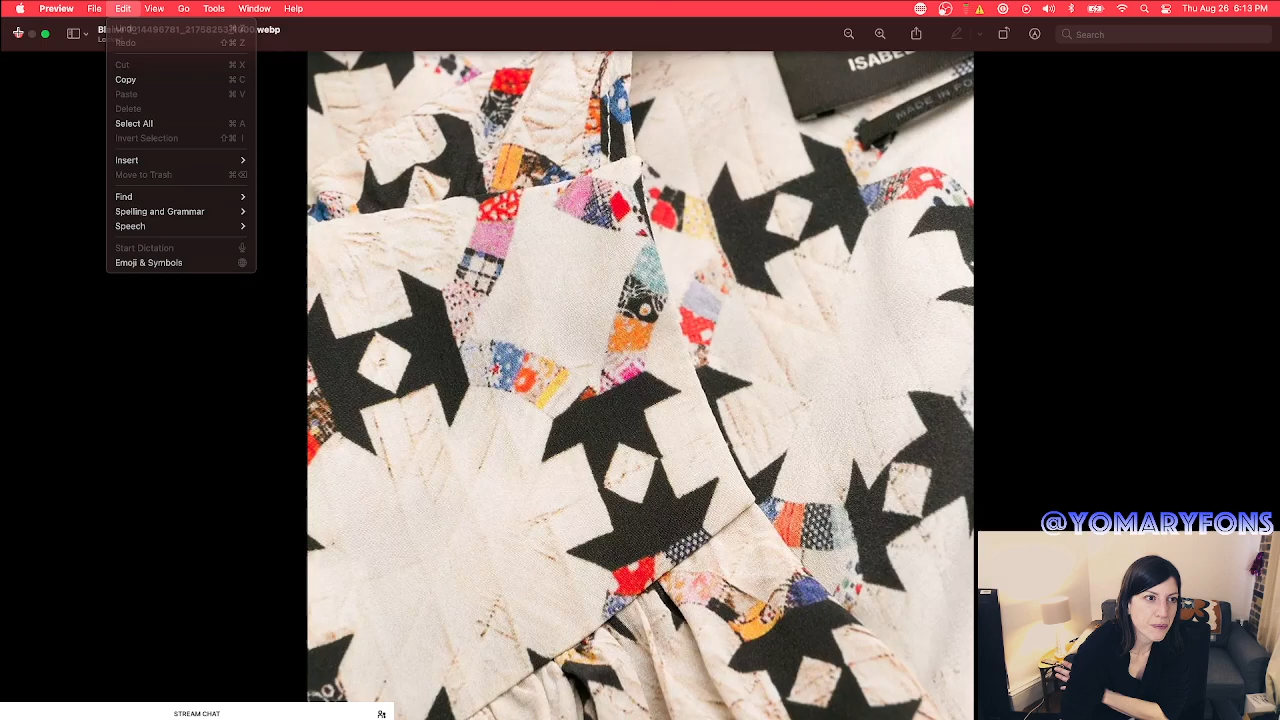 Preview File Edit View Go Tools Window Help
Thu Aug 26 6:13 PM
webp
Search
Undo
Redo ⇧⌘ Z
Cut ⌘ X
Copy ⌘ C
Paste ⌘ V
Delete
Select All ⌘ A
Invert Selection ⇧⌘ I
Insert
Move to Trash ⌘⌫
Find
Spelling and Grammar
Speech
Start Dictation
Emoji & Symbols
ISABE
MADE IN PO
@YOMARYFONS
STREAM CHAT